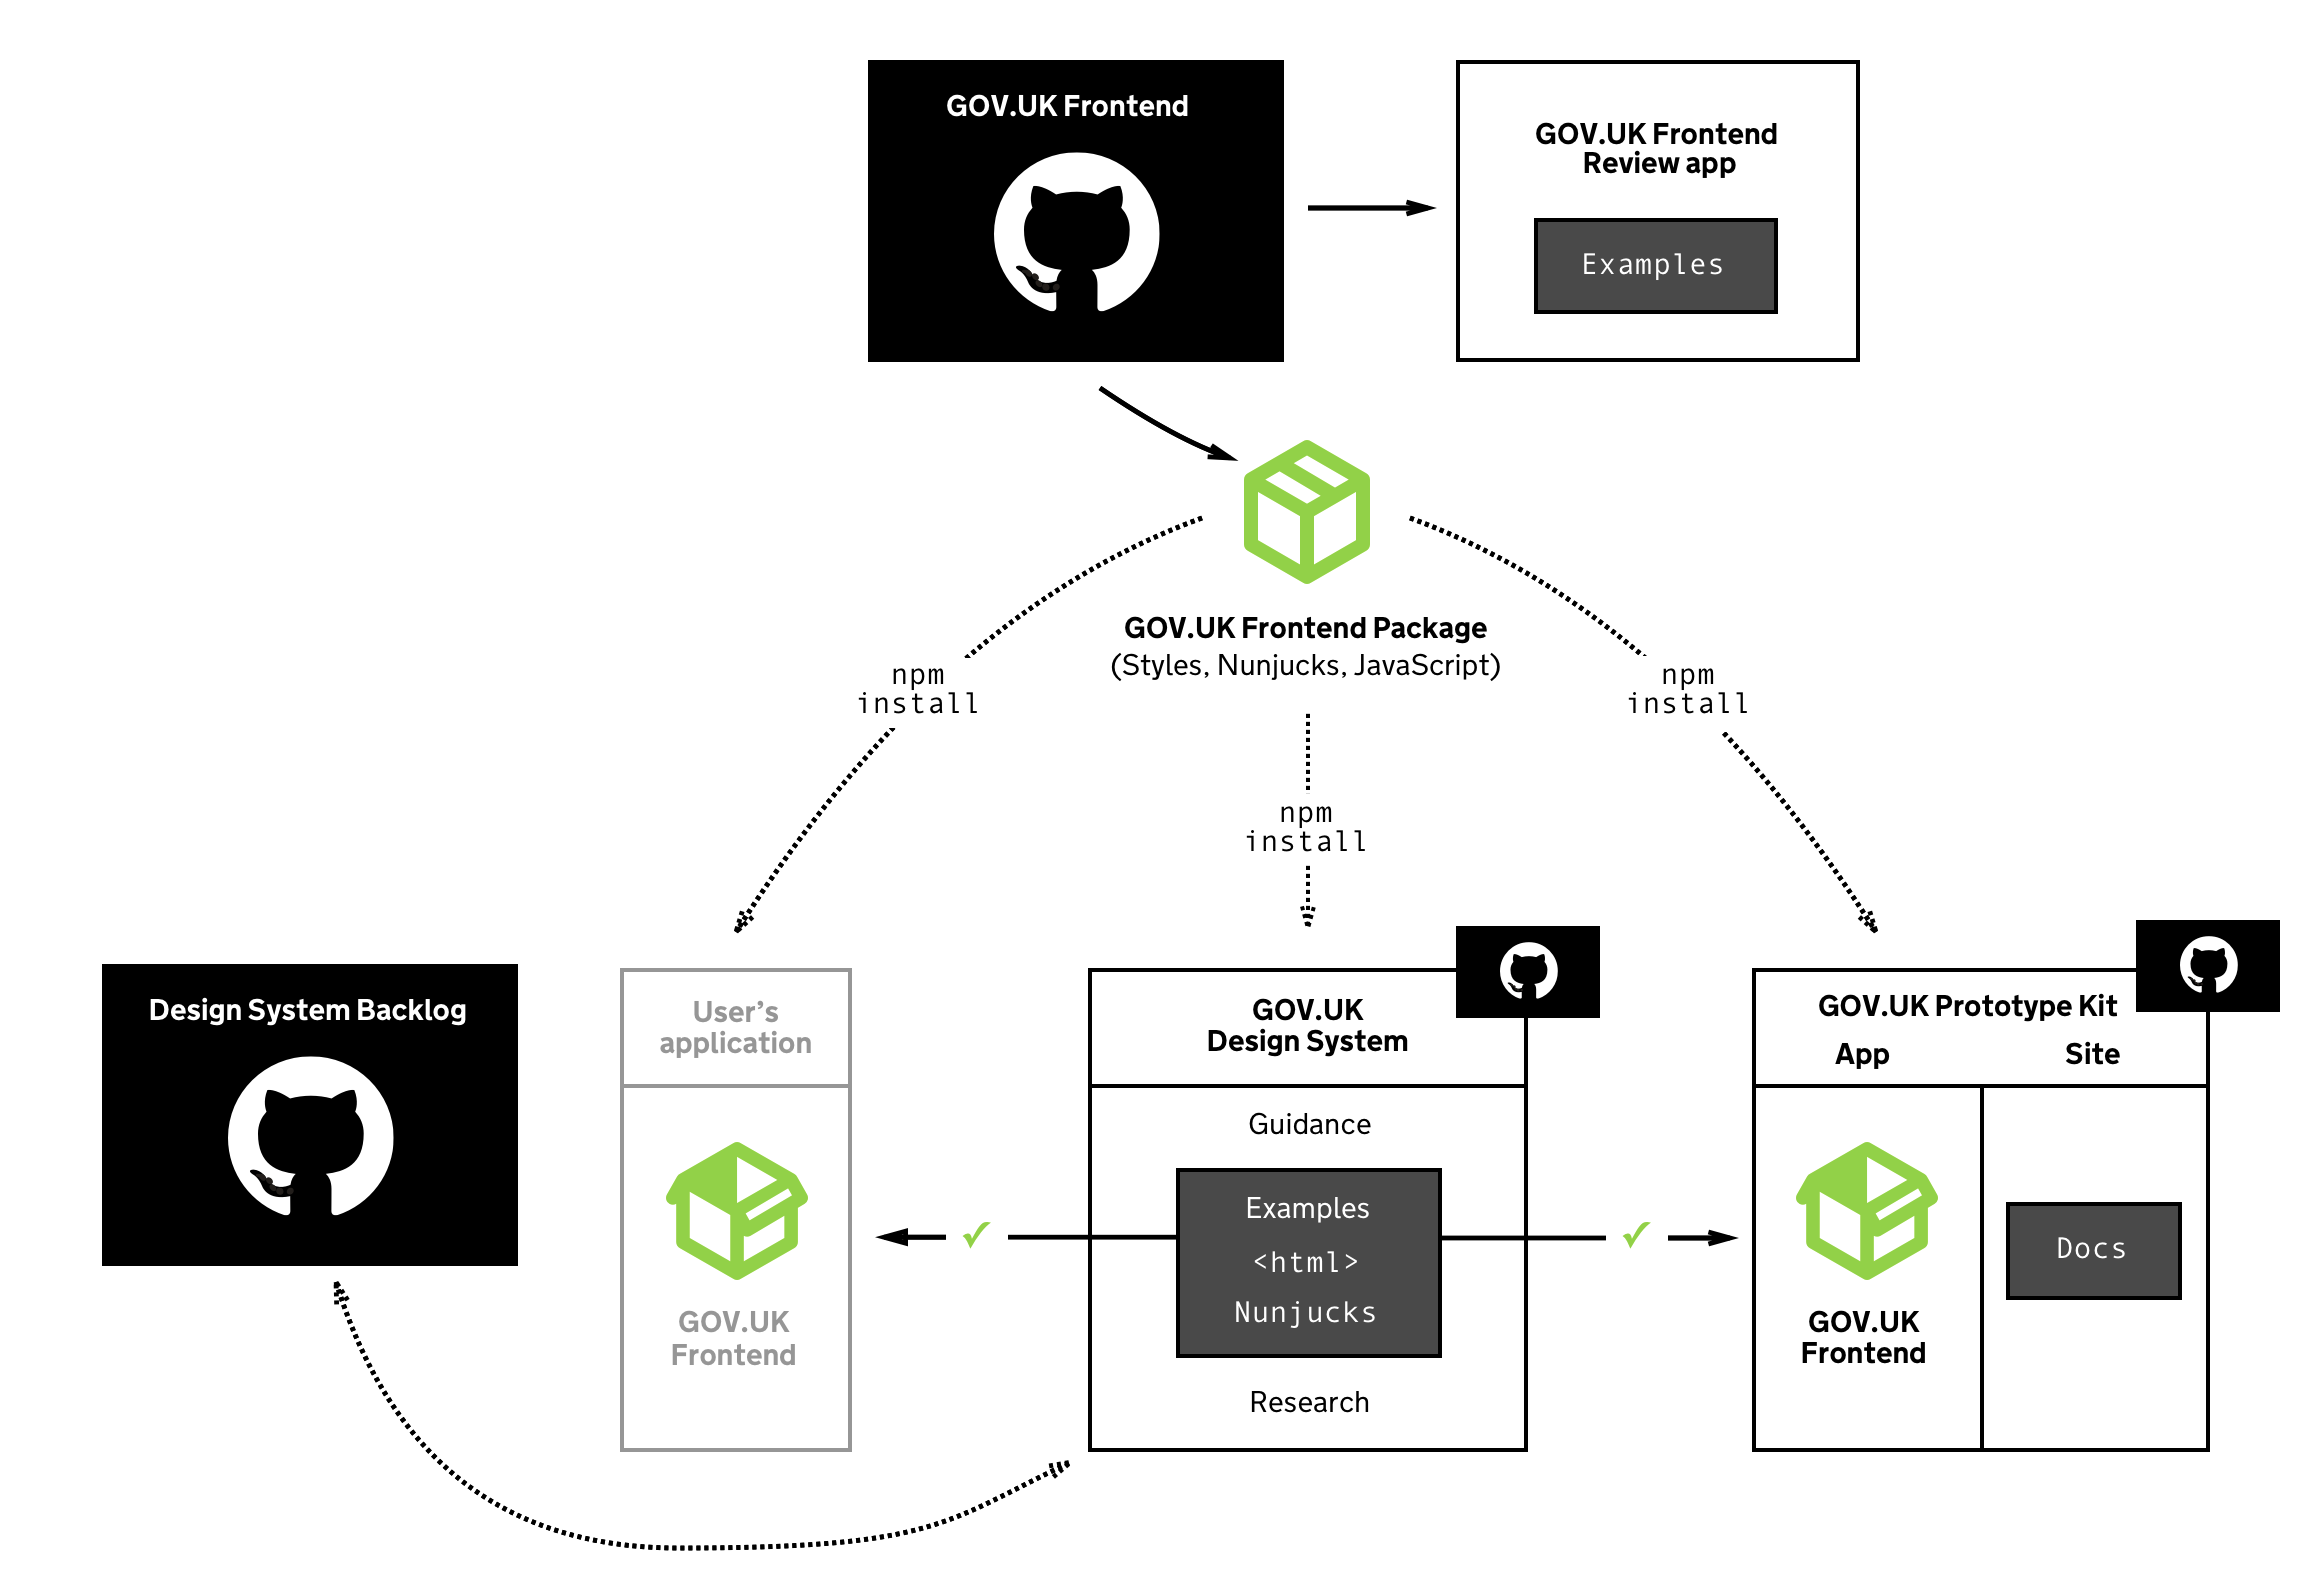 GOV.UK Frontend
GOV.UK Frontend
Review app
Examples
GOV.UK Frontend Package
(Styles, Nunjucks, JavaScript)
npm
install
npm
install
npm
install
Design System Backlog
User’s
application
GOV.UK
Frontend
GOV.UK
Design System
Guidance
Examples
<html>
Nunjucks
Research
GOV.UK Prototype Kit
App
Site
GOV.UK
Frontend
Docs